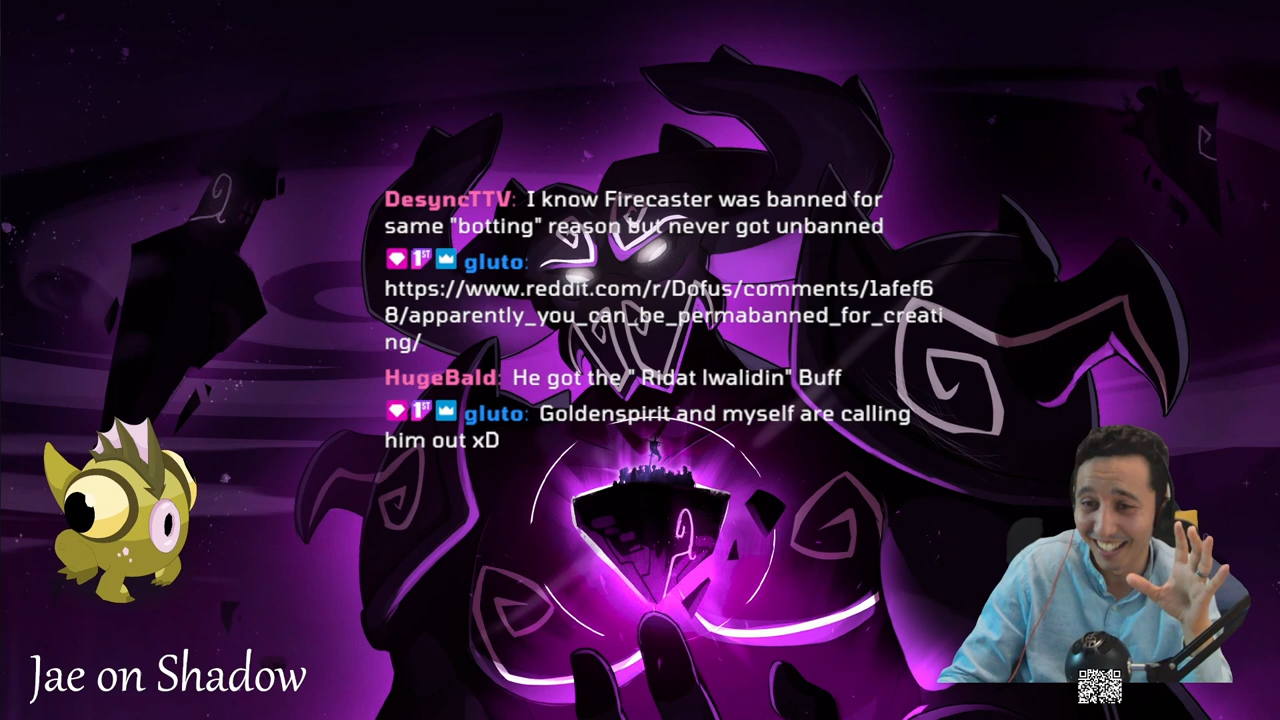 DesyncTTV: I know Firecaster was banned for
same "botting" reason but never got unbanned
1ST gluto:
https://www.reddit.com/r/Dofus/comments/1afef6
8/apparently_you_can_be_permabanned_for_creati
ng/
HugeBald: He got the " Ridat lwalidin" Buff
1ST gluto: Goldenspirit and myself are calling
him out xD
Jae on Shadow